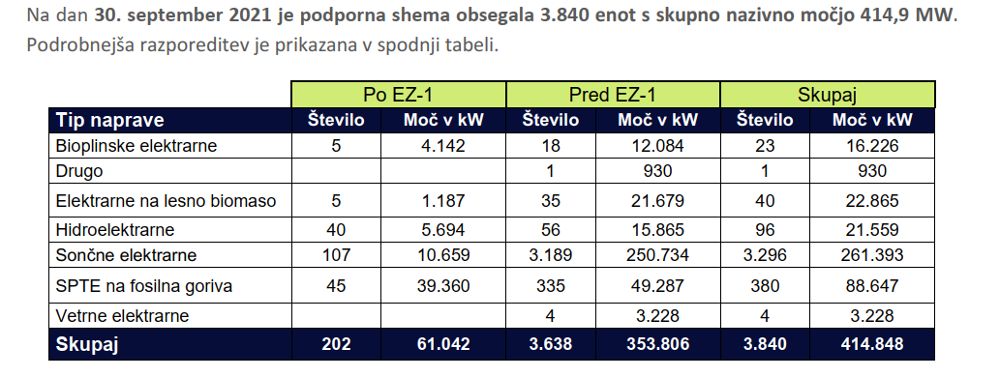 Na dan 30. september 2021 je podporna shema obsegala 3.840 enot s skupno nazivno močjo 414,9 MW.
Podrobnejša razporeditev je prikazana v spodnji tabeli.
Po EZ-1 Pred EZ-1 Skupaj
Tip naprave Število Moč v kW Število Moč v kW Število Moč v kW
Bioplinske elektrarne 5 4.142 18 12.084 23 16.226
Drugo 1 930 1 930
Elektrarne na lesno biomaso 5 1.187 35 21.679 40 22.865
Hidroelektrarne 40 5.694 56 15.865 96 21.559
Sončne elektrarne 107 10.659 3.189 250.734 3.296 261.393
SPTE na fosilna goriva 45 39.360 335 49.287 380 88.647
Vetrne elektrarne 4 3.228 4 3.228
Skupaj 202 61.042 3.638 353.806 3.840 414.848